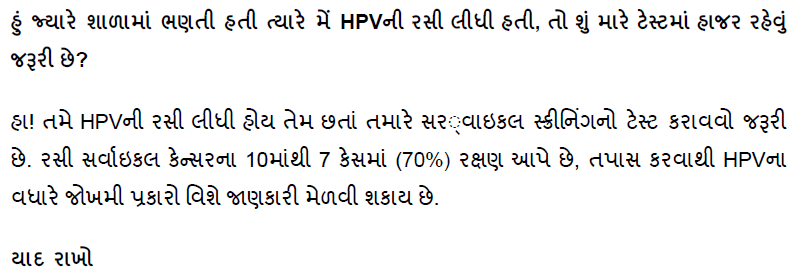 હું જ્યારે શાળામાં ભણતી હતી ત્યારે મેં HPVની રસી લીધી હતી, તો શું મારે ટેસ્ટમાં હાજર રહેવું
જરૂરી છે?
હા! તમે HPVની રસી લીધી હોય તેમ છતાં તમારે સર્‌વાઇકલ સ્ક્રીનિંગનો ટેસ્ટ કરાવવો જરૂરી
છે. રસી સર્વાઇકલ કેન્સરના 10માંથી 7 કેસમાં (70%) રક્ષણ આપે છે, તપાસ કરવાથી HPVના
વધારે જોખમી પ્રકારો વિશે જાણકારી મેળવી શકાય છે.
યાદ રાખો